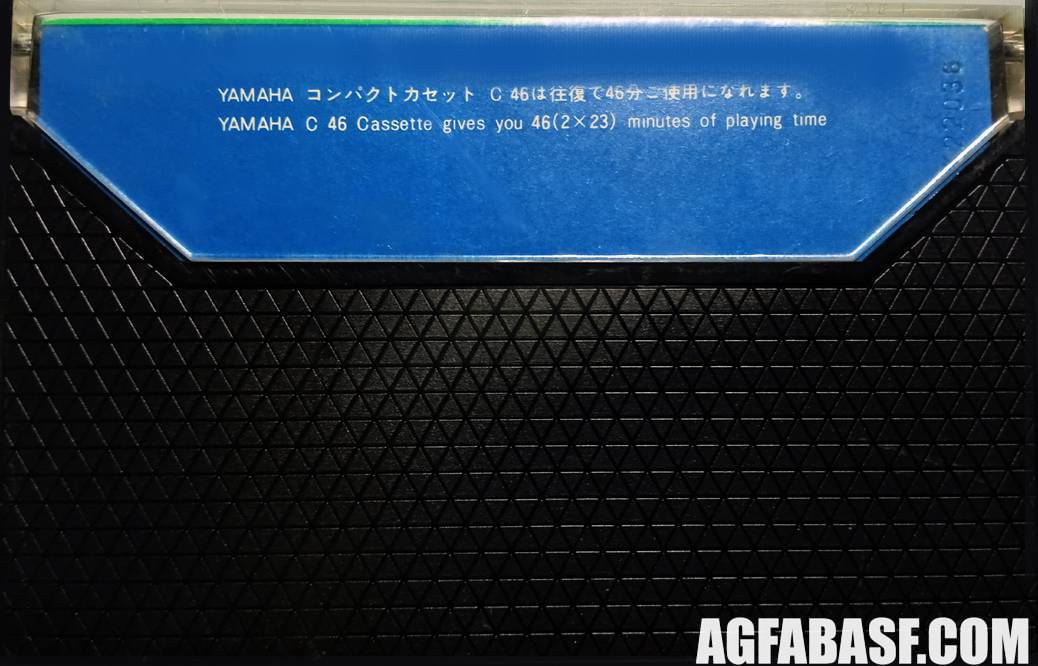 YAMAHA コンパクトカセット C 46は往復で46分ご使用になれます。
YAMAHA C 46 Cassette gives you 46(2×23) minutes of playing time
AGFABASF.COM